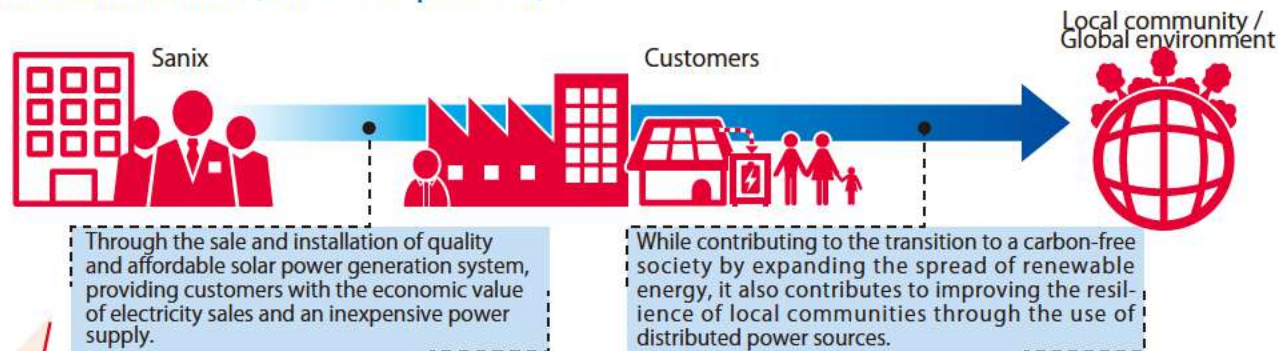 Sanix
Customers
Local community /
Global environment
Through the sale and installation of quality
and affordable solar power generation system,
providing customers with the economic value
of electricity sales and an inexpensive power
supply.
While contributing to the transition to a carbon-free
society by expanding the spread of renewable
energy, it also contributes to improving the resil-
ience of local communities through the use of
distributed power sources.